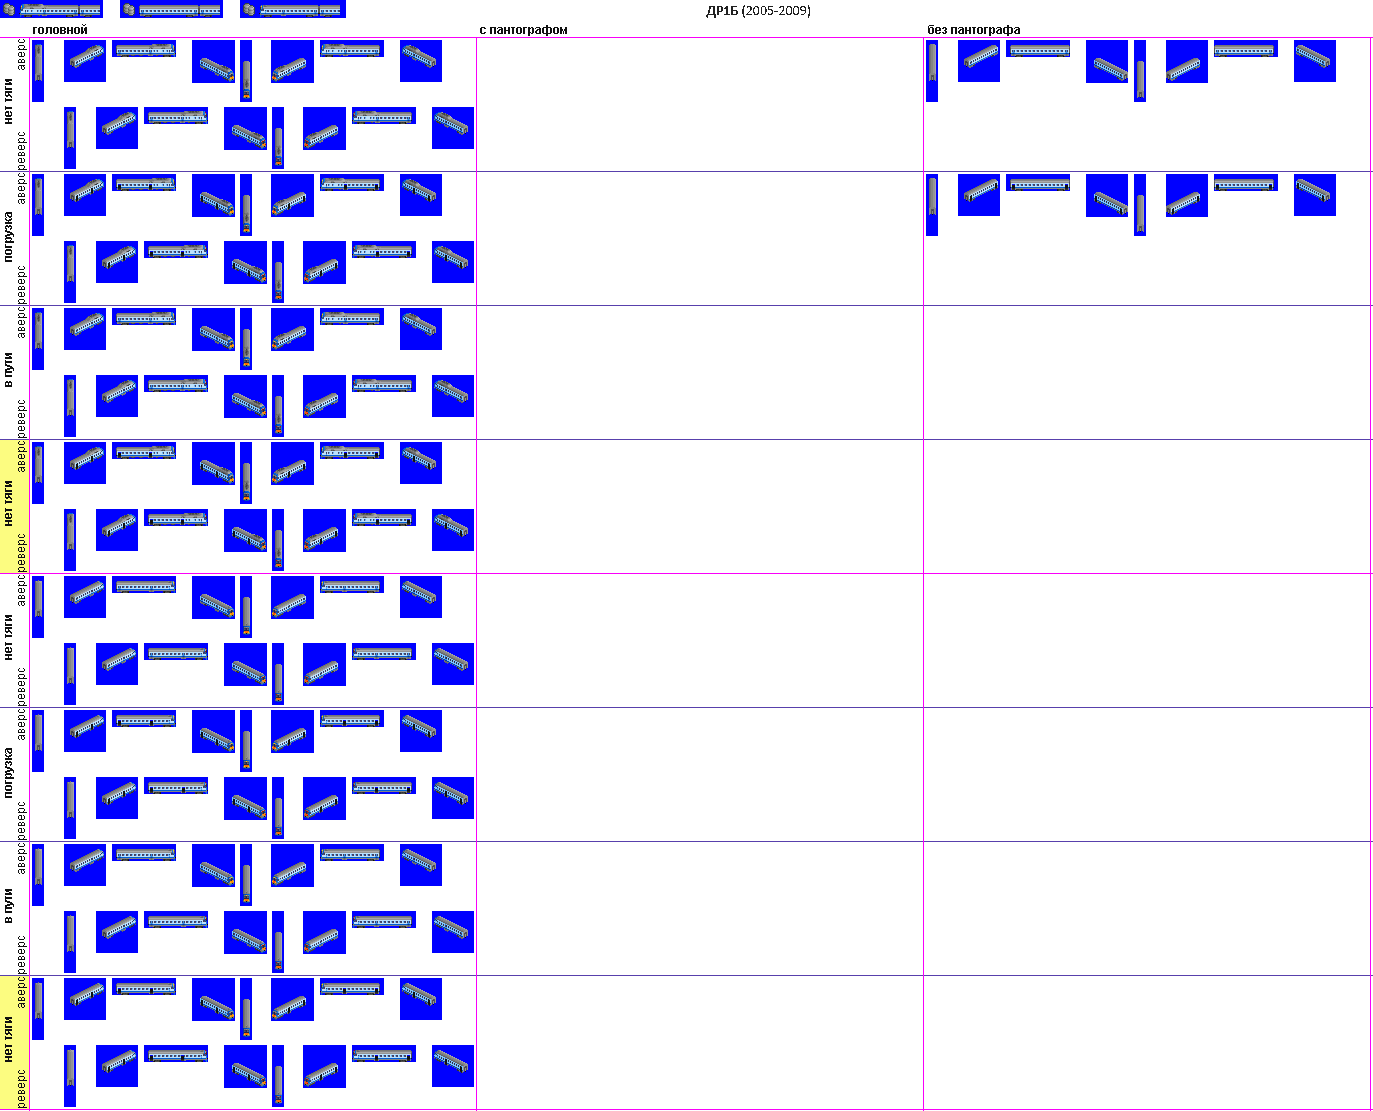 ДР1Б (2005-2009)
головной
с пантографом
без пантографа
нет тяги
аверс
реверс
погрузка
аверс
реверс
в пути
аверс
реверс
нет тяги
аверс
реверс
нет тяги
аверс
реверс
погрузка
аверс
реверс
в пути
аверс
реверс
нет тяги
аверс
реверс